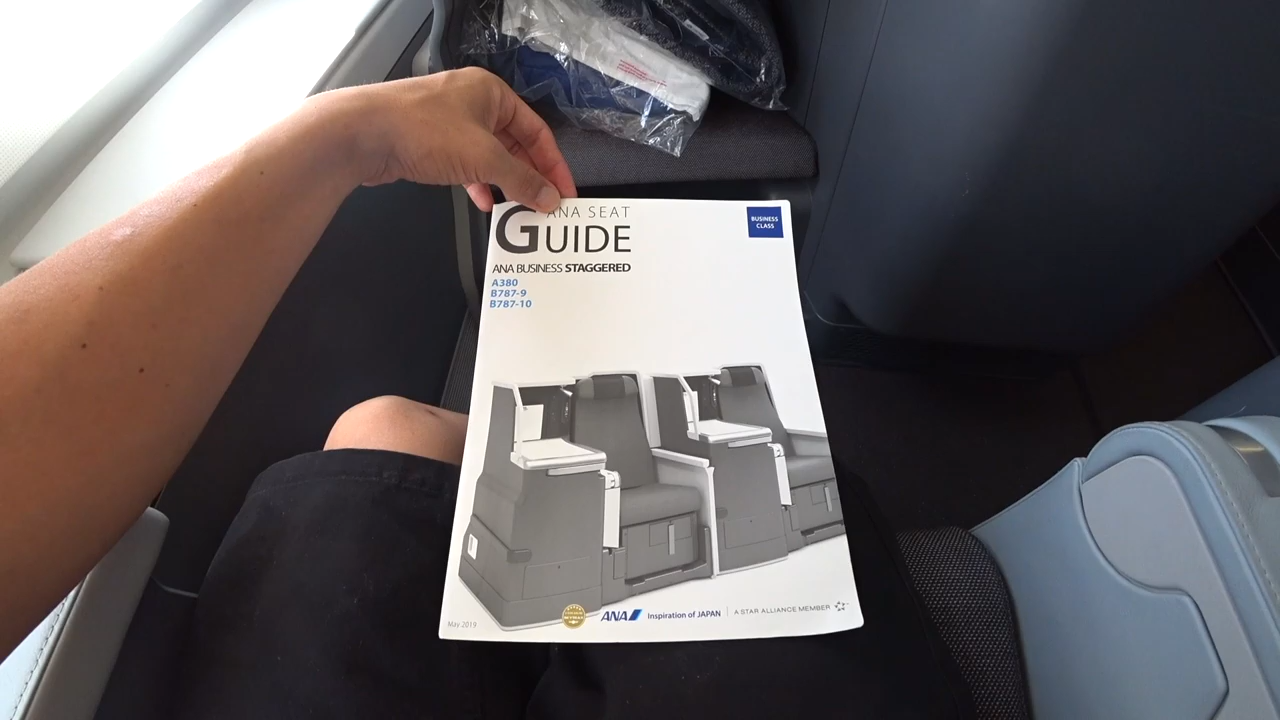 ANA SEAT
GUIDE
BUSINESS
CLASS
ANA BUSINESS STAGGERED
A380
B787-9
B787-10
May 2019
ANA Inspiration of JAPAN A STAR ALLIANCE MEMBER